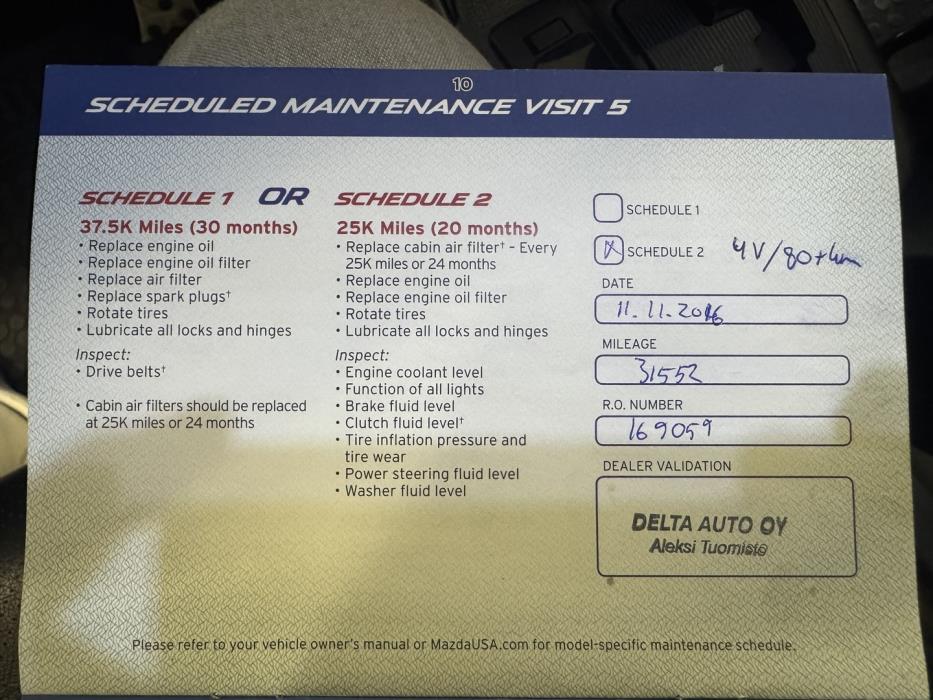 10
SCHEDULED MAINTENANCE VISIT 5
SCHEDULE 1 OR SCHEDULE 2
37.5K Miles (30 months)
• Replace engine oil
• Replace engine oil filter
• Replace air filter
• Replace spark plugs†
• Rotate tires
• Lubricate all locks and hinges
Inspect:
• Drive belts†
• Cabin air filters should be replaced
at 25K miles or 24 months
25K Miles (20 months)
• Replace cabin air filter† – Every
25K miles or 24 months
• Replace engine oil
• Replace engine oil filter
• Rotate tires
• Lubricate all locks and hinges
Inspect:
• Engine coolant level
• Function of all lights
• Brake fluid level
• Clutch fluid level†
• Tire inflation pressure and
tire wear
• Power steering fluid level
• Washer fluid level
SCHEDULE 1
SCHEDULE 2 4V/80tkm
DATE
11.11.2016
MILEAGE
31552
R.O. NUMBER
169059
DEALER VALIDATION
DELTA AUTO OY
Aleksi Tuomisto
Please refer to your vehicle owner's manual or MazdaUSA.com for model-specific maintenance schedule.